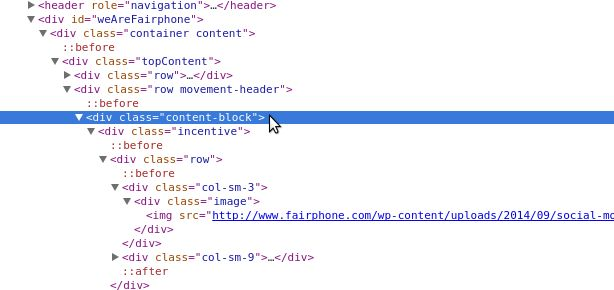 <header role="navigation">…</header>
<div id="weAreFairphone">
<div class="container content">
::before
<div class="topContent">
<div class="row">…</div>
<div class="row movement-header">
::before
<div class="content-block">
<div class="incentive">
::before
<div class="row">
::before
<div class="col-sm-3">
<div class="image">
<img src="http://www.fairphone.com/wp-content/uploads/2014/09/social-mo
</div>
</div>
<div class="col-sm-9">…</div>
::after
</div>